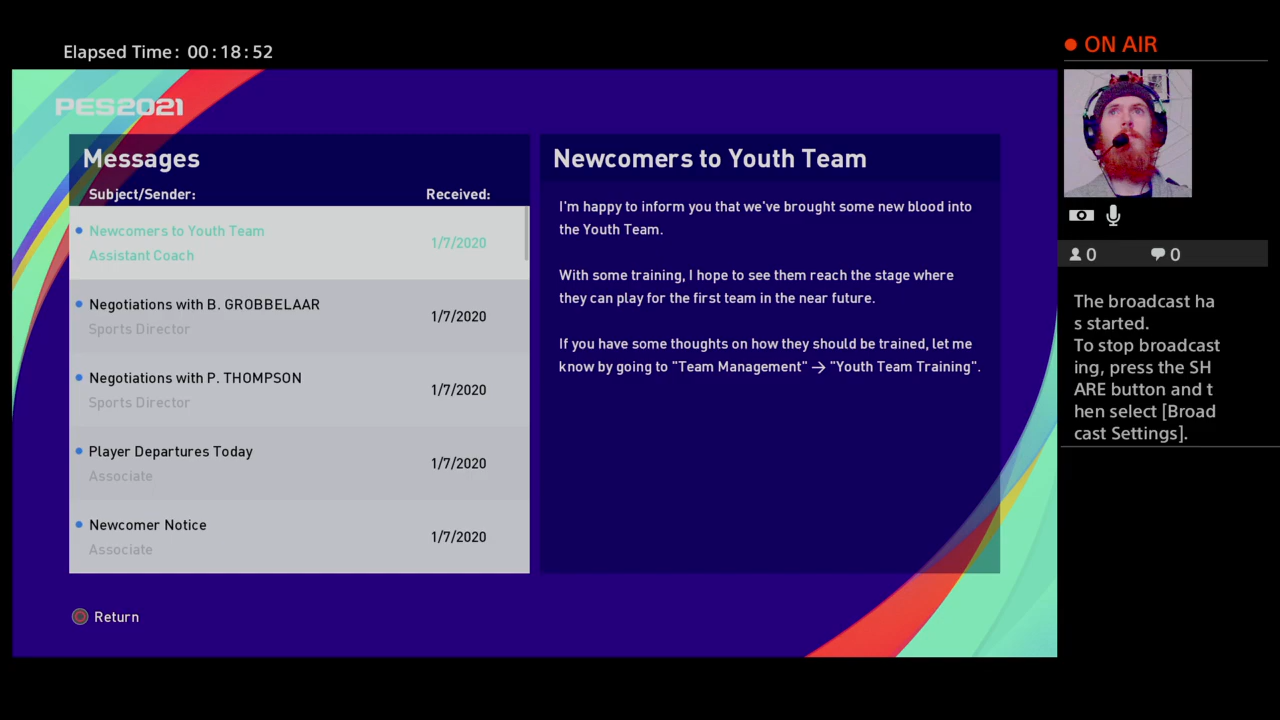 Elapsed Time: 00:18:52
ON AIR
PES2021
Messages
Subject/Sender: Received:
Newcomers to Youth Team
Assistant Coach
1/7/2020
Negotiations with B. GROBBELAAR
Sports Director
1/7/2020
Negotiations with P. THOMPSON
Sports Director
1/7/2020
Player Departures Today
Associate
1/7/2020
Newcomer Notice
Associate
1/7/2020
Newcomers to Youth Team
I'm happy to inform you that we've brought some new blood into
the Youth Team.
With some training, I hope to see them reach the stage where
they can play for the first team in the near future.
If you have some thoughts on how they should be trained, let me
know by going to "Team Management" → "Youth Team Training".
Return
0 0
The broadcast ha
s started.
To stop broadcast
ing, press the SH
ARE button and t
hen select [Broad
cast Settings].